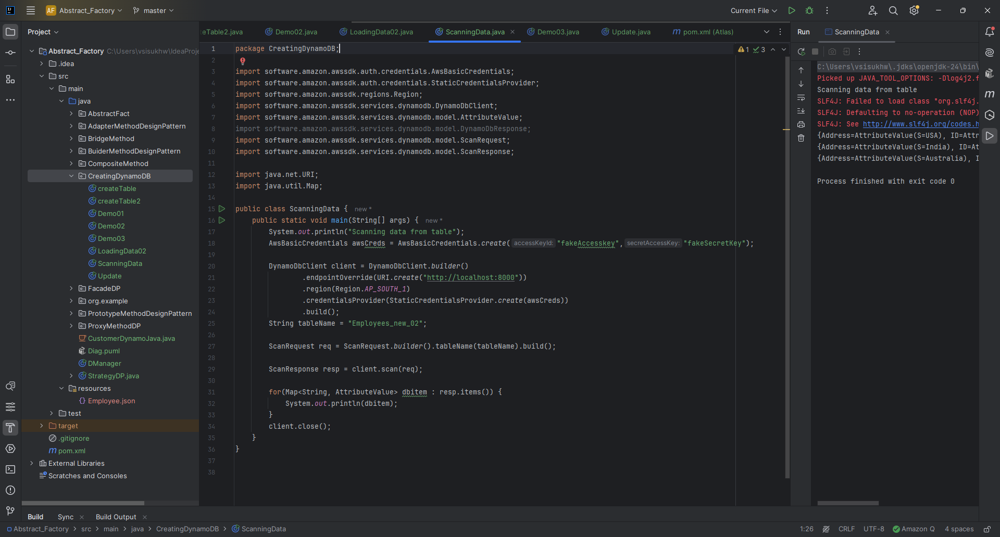 AF Abstract_Factory master
Current File
Project
eTable2.java Demo02.java LoadingData02.java ScanningData.java Demo03.java Update.java m pom.xml (Atlas)
Run ScanningData
Abstract_Factory C:\Users\vsisukhw\IdeaProje
.idea
src
main
java
AbstractFact
AdapterMethodDesignPattern
BridgeMethod
BuiderMethodDesignPattern
CompositeMethod
CreatingDynamoDB
createTable
createTable2
Demo01
Demo02
Demo03
LoadingData02
ScanningData
Update
FacadeDP
org.example
PrototypeMethodDesignPattern
ProxyMethodDP
CustomerDynamoJava.java
Diag.puml
DManager
StrategyDP.java
resources
{} Employee.json
test
target
.gitignore
m pom.xml
External Libraries
Scratches and Consoles
1 package CreatingDynamoDB;
1 3
2
3 import software.amazon.awssdk.auth.credentials.AwsBasicCredentials;
4 import software.amazon.awssdk.auth.credentials.StaticCredentialsProvider;
5 import software.amazon.awssdk.regions.Region;
6 import software.amazon.awssdk.services.dynamodb.DynamoDbClient;
7 import software.amazon.awssdk.services.dynamodb.model.AttributeValue;
8 import software.amazon.awssdk.services.dynamodb.model.DynamoDbResponse;
9 import software.amazon.awssdk.services.dynamodb.model.ScanRequest;
10 import software.amazon.awssdk.services.dynamodb.model.ScanResponse;
11
12 import java.net.URI;
13 import java.util.Map;
14
15 public class ScanningData { new *
16 public static void main(String[] args) { new *
17 System.out.println("Scanning data from table");
18 AwsBasicCredentials awsCreds = AwsBasicCredentials.create( accessKeyId: "fakeAccesskey", secretAccessKey: "fakeSecretKey");
19
20 DynamoDbClient client = DynamoDbClient.builder()
21 .endpointOverride(URI.create("http://localhost:8000"))
22 .region(Region.AP_SOUTH_1)
23 .credentialsProvider(StaticCredentialsProvider.create(awsCreds))
24 .build();
25 String tableName = "Employees_new_02";
26
27 ScanRequest req = ScanRequest.builder().tableName(tableName).build();
28
29 ScanResponse resp = client.scan(req);
30
31 for(Map<String, AttributeValue> dbitem : resp.items()) {
32 System.out.println(dbitem);
33 }
34 client.close();
35 }
36 }
37
38
C:\Users\vsisukhw\.jdks\openjdk-24\bin\
Picked up JAVA_TOOL_OPTIONS: -Dlog4j2.f
Scanning data from table
SLF4J: Failed to load class "org.slf4j.
SLF4J: Defaulting to no-operation (NOP)
SLF4J: See http://www.slf4j.org/codes.h
{Address=AttributeValue(S=USA), ID=Attr
{Address=AttributeValue(S=India), ID=At
{Address=AttributeValue(S=Australia), I
Process finished with exit code 0
m
Build Sync Build Output
Abstract_Factory > src > main > java > CreatingDynamoDB > ScanningData
1:26 CRLF UTF-8 Amazon Q 4 spaces